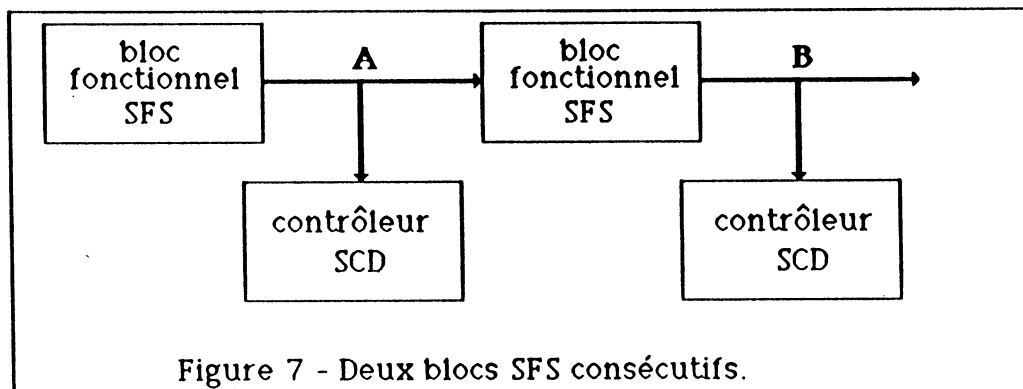 bloc
fonctionnel
SFS
A
bloc
fonctionnel
SFS
B
contrôleur
SCD
contrôleur
SCD
Figure 7 - Deux blocs SFS consécutifs.